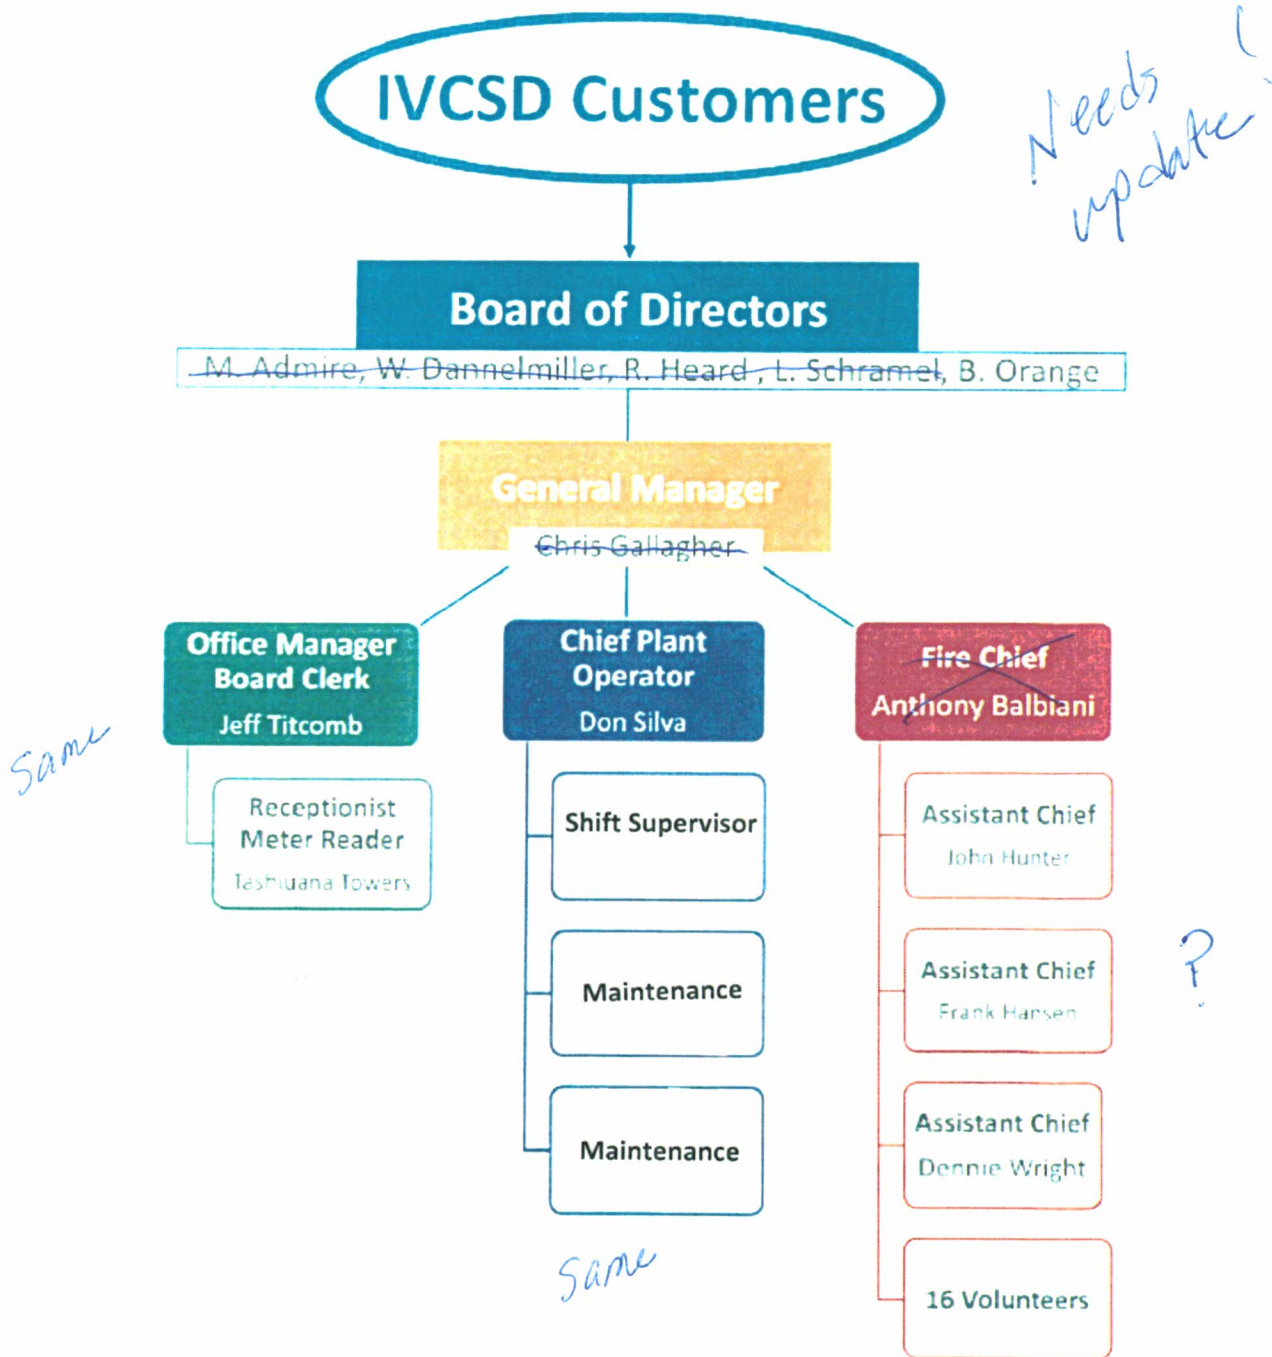 IVCSD Customers
Needs
update!
Board of Directors
M. Admire, W. Dannelmiller, R. Heard , L. Schramel, B. Orange
General Manager
Chris Gallagher
Office Manager
Board Clerk
Jeff Titcomb
Same
Receptionist
Meter Reader
Tashiuana Towers
Chief Plant
Operator
Don Silva
Shift Supervisor
Maintenance
Maintenance
Same
Fire Chief
Anthony Balbiani
Assistant Chief
John Hunter
Assistant Chief
Frank Hansen
?
Assistant Chief
Dennie Wright
16 Volunteers